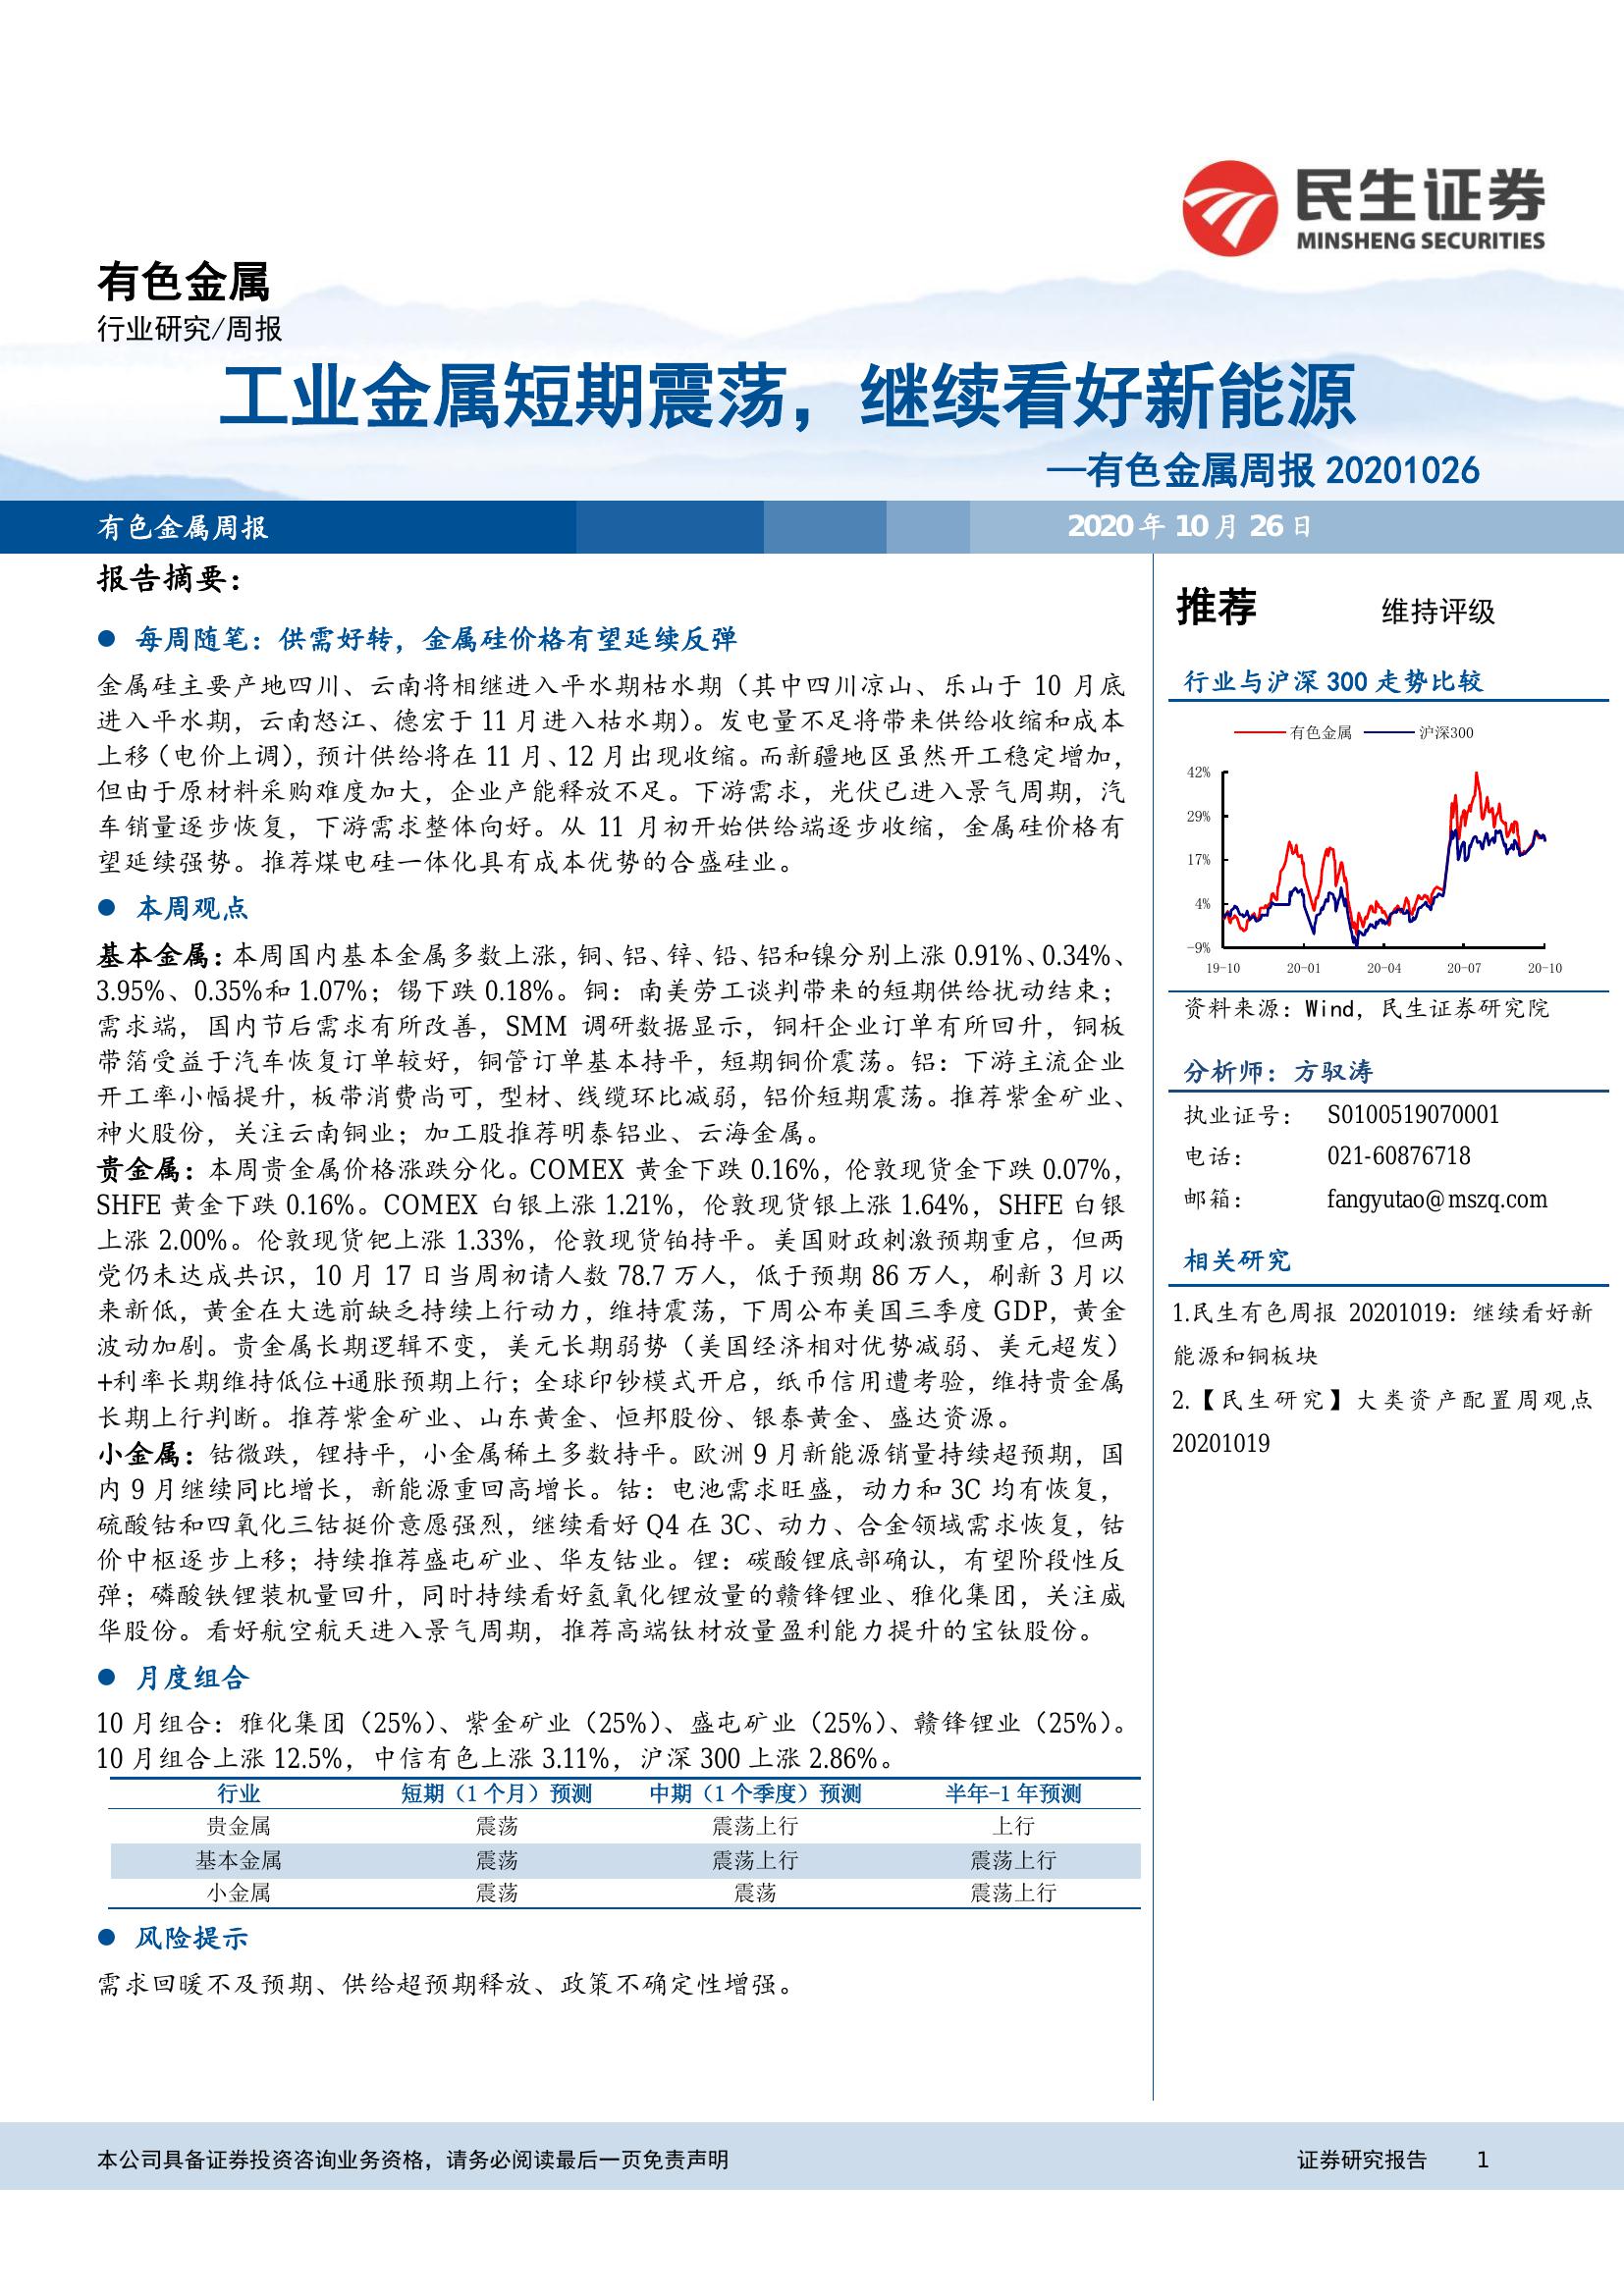 民生证券
MINSHENG SECURITIES
有色金属
行业研究/周报
工业金属短期震荡，继续看好新能源
—有色金属周报 20201026
有色金属周报
2020 年 10 月 26 日
报告摘要：
● 每周随笔：供需好转，金属硅价格有望延续反弹
金属硅主要产地四川、云南将相继进入平水期枯水期（其中四川凉山、乐山于 10 月底
进入平水期，云南怒江、德宏于 11 月进入枯水期）。发电量不足将带来供给收缩和成本
上移（电价上调），预计供给将在 11 月、12 月出现收缩。而新疆地区虽然开工稳定增加，
但由于原材料采购难度加大，企业产能释放不足。下游需求，光伏已进入景气周期，汽
车销量逐步恢复，下游需求整体向好。从 11 月初开始供给端逐步收缩，金属硅价格有
望延续强势。推荐煤电硅一体化具有成本优势的合盛硅业。
● 本周观点
基本金属：本周国内基本金属多数上涨，铜、铝、锌、铅、铝和镍分别上涨 0.91%、0.34%、
3.95%、0.35%和 1.07%；锡下跌 0.18%。铜：南美劳工谈判带来的短期供给扰动结束；
需求端，国内节后需求有所改善，SMM 调研数据显示，铜杆企业订单有所回升，铜板
带箔受益于汽车恢复订单较好，铜管订单基本持平，短期铜价震荡。铝：下游主流企业
开工率小幅提升，板带消费尚可，型材、线缆环比减弱，铝价短期震荡。推荐紫金矿业、
神火股份，关注云南铜业；加工股推荐明泰铝业、云海金属。
贵金属：本周贵金属价格涨跌分化。COMEX 黄金下跌 0.16%，伦敦现货金下跌 0.07%，
SHFE 黄金下跌 0.16%。COMEX 白银上涨 1.21%，伦敦现货银上涨 1.64%，SHFE 白银
上涨 2.00%。伦敦现货钯上涨 1.33%，伦敦现货铂持平。美国财政刺激预期重启，但两
党仍未达成共识，10 月 17 日当周初请人数 78.7 万人，低于预期 86 万人，刷新 3 月以
来新低，黄金在大选前缺乏持续上行动力，维持震荡，下周公布美国三季度 GDP，黄金
波动加剧。贵金属长期逻辑不变，美元长期弱势（美国经济相对优势减弱、美元超发）
+利率长期维持低位+通胀预期上行；全球印钞模式开启，纸币信用遭考验，维持贵金属
长期上行判断。推荐紫金矿业、山东黄金、恒邦股份、银泰黄金、盛达资源。
小金属：钴微跌，锂持平，小金属稀土多数持平。欧洲 9 月新能源销量持续超预期，国
内 9 月继续同比增长，新能源重回高增长。钴：电池需求旺盛，动力和 3C 均有恢复，
硫酸钴和四氧化三钴挺价意愿强烈，继续看好 Q4 在 3C、动力、合金领域需求恢复，钴
价中枢逐步上移；持续推荐盛屯矿业、华友钴业。锂：碳酸锂底部确认，有望阶段性反
弹；磷酸铁锂装机量回升，同时持续看好氢氧化锂放量的赣锋锂业、雅化集团，关注威
华股份。看好航空航天进入景气周期，推荐高端钛材放量盈利能力提升的宝钛股份。
● 月度组合
10 月组合：雅化集团（25%）、紫金矿业（25%）、盛屯矿业（25%）、赣锋锂业（25%）。
10 月组合上涨 12.5%，中信有色上涨 3.11%，沪深 300 上涨 2.86%。
行业 短期（1 个月）预测 中期（1 个季度）预测 半年-1 年预测
贵金属 震荡 震荡上行 上行
基本金属 震荡 震荡上行 震荡上行
小金属 震荡 震荡 震荡上行
● 风险提示
需求回暖不及预期、供给超预期释放、政策不确定性增强。
推荐 维持评级
行业与沪深 300 走势比较
有色金属 沪深300
42%
29%
17%
4%
-9%
19-10 20-01 20-04 20-07 20-10
资料来源：Wind，民生证券研究院
分析师：方驭涛
执业证号： S0100519070001
电话： 021-60876718
邮箱： fangyutao@mszq.com
相关研究
1.民生有色周报 20201019：继续看好新
能源和铜板块
2.【民生研究】大类资产配置周观点
20201019
本公司具备证券投资咨询业务资格，请务必阅读最后一页免责声明
证券研究报告 1